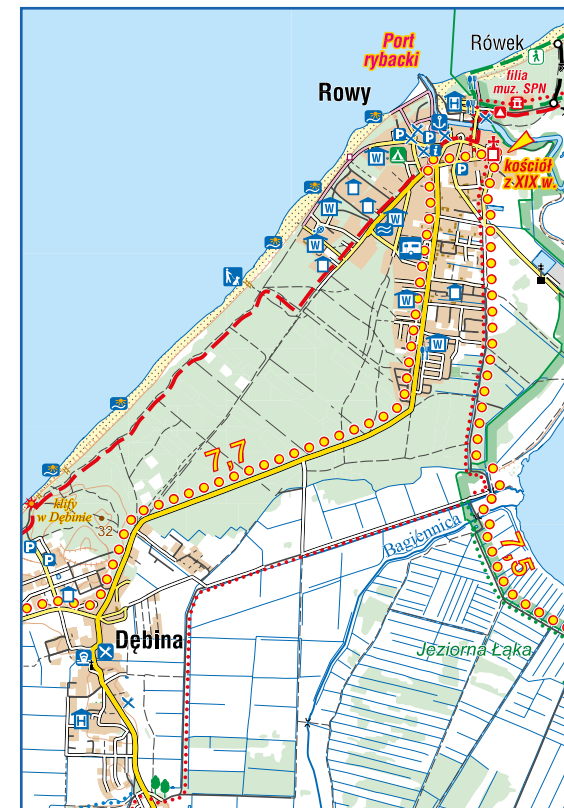 Port
rybacki
Rówek
filia
muz. SPN
Rowy
H
P
P
i
W
P
kościół
z XIX w.
W
W
W
W
W
7,7
klify
w Dębinie
32
P
P
Bagiennica
7,5
Dębina
Jeziorna Łąka
H